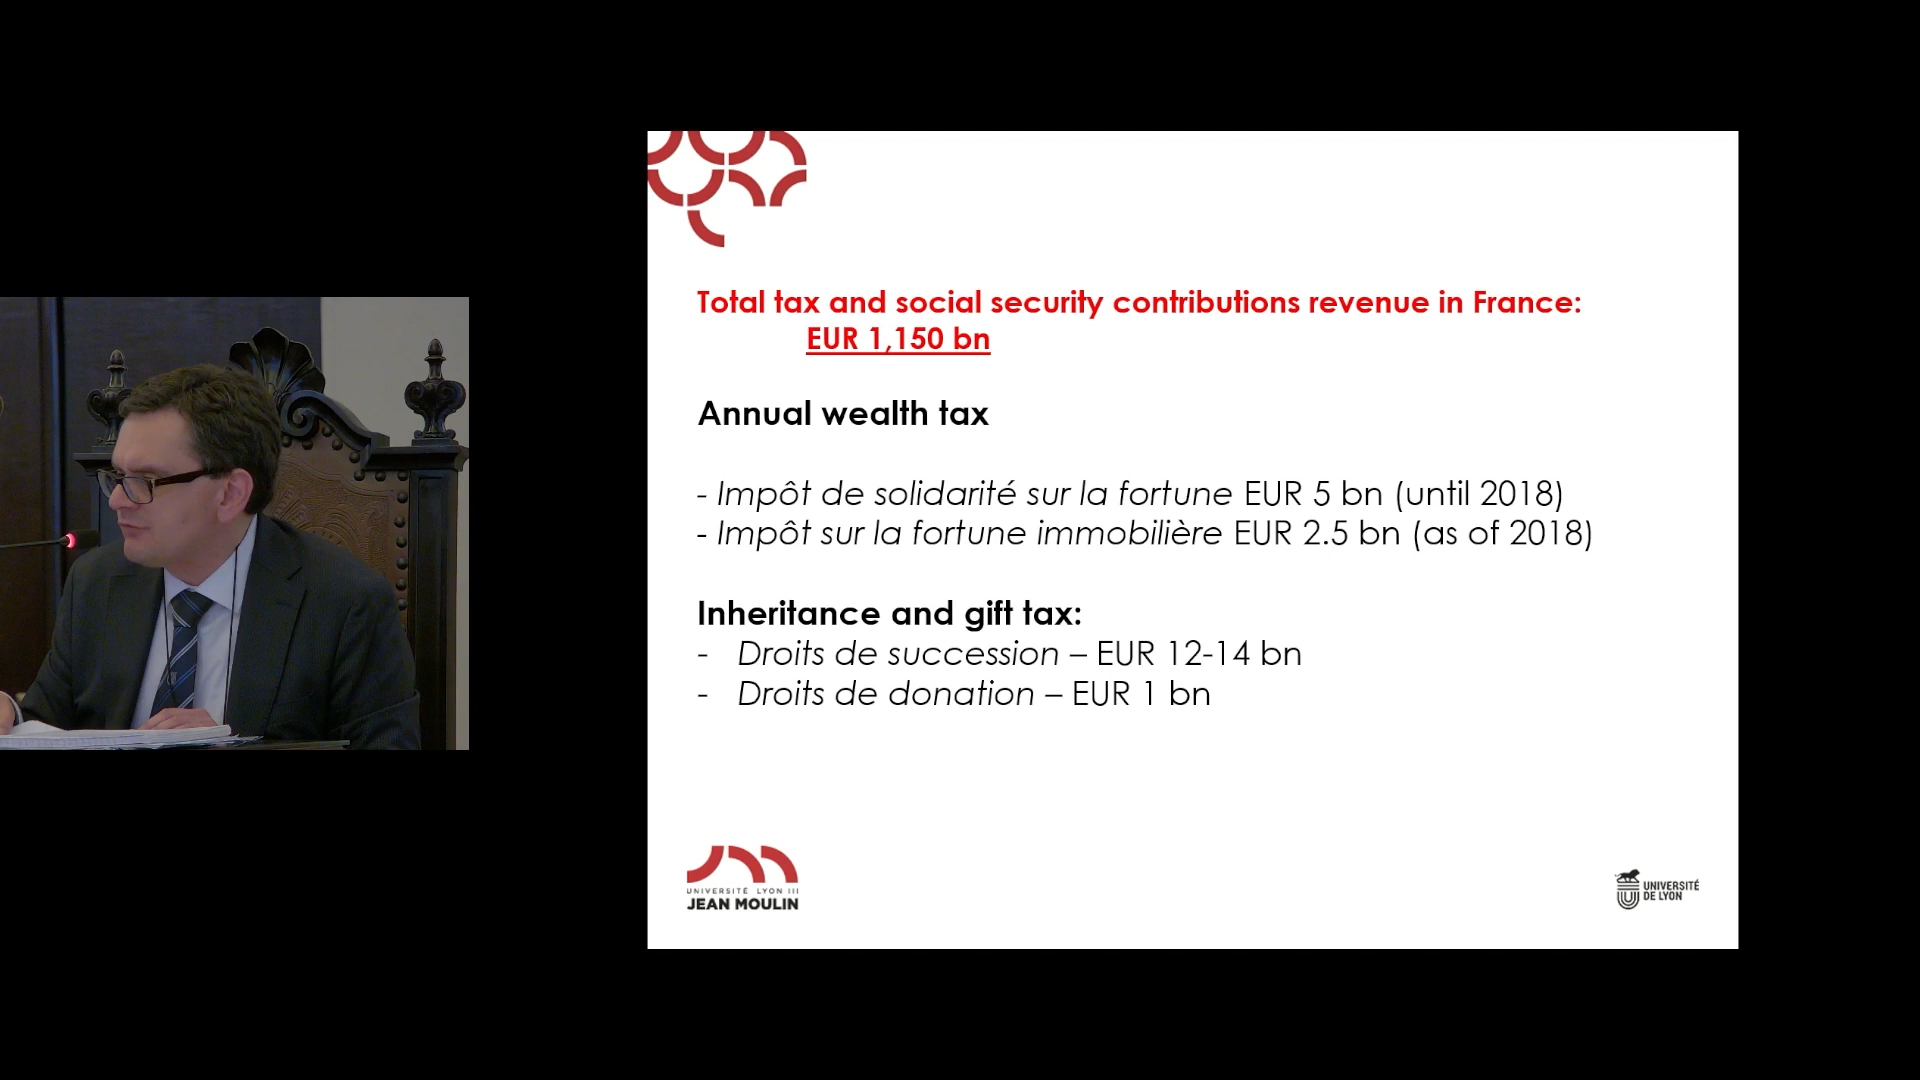 Total tax and social security contributions revenue in France:
EUR 1,150 bn
Annual wealth tax
- Impôt de solidarité sur la fortune EUR 5 bn (until 2018)
- Impôt sur la fortune immobilière EUR 2.5 bn (as of 2018)
Inheritance and gift tax:
- Droits de succession – EUR 12-14 bn
- Droits de donation – EUR 1 bn
UNIVERSITÉ LYON III
JEAN MOULIN
UNIVERSITÉ
DE LYON